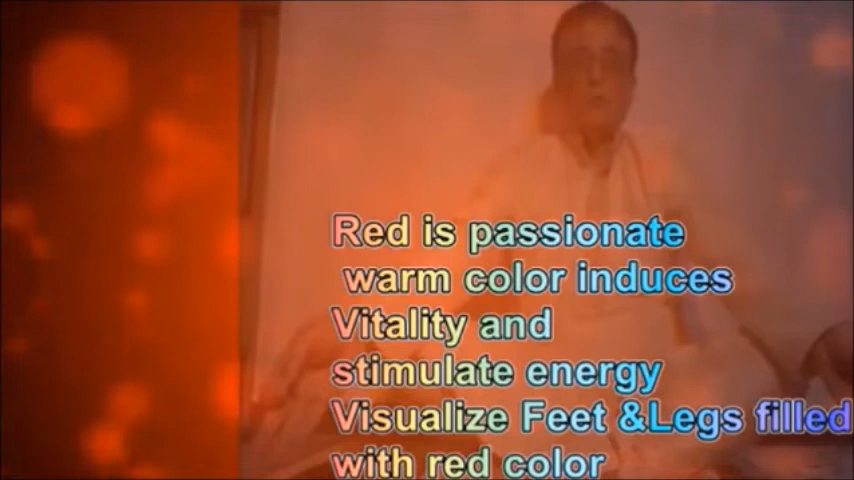 Red is passionate
warm color induces
Vitality and
stimulate energy
Visualize Feet &Legs filled
with red color